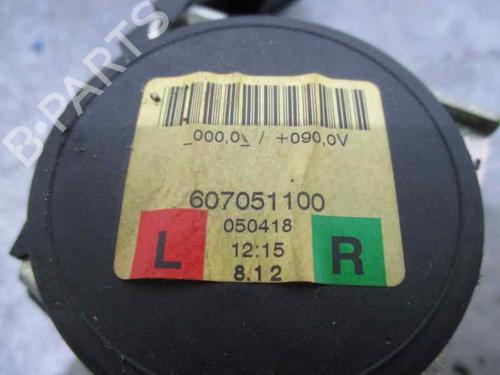 B-PARTS
_000,0_ / +090,0V
607051100
050418
L
12:15
R
8.12